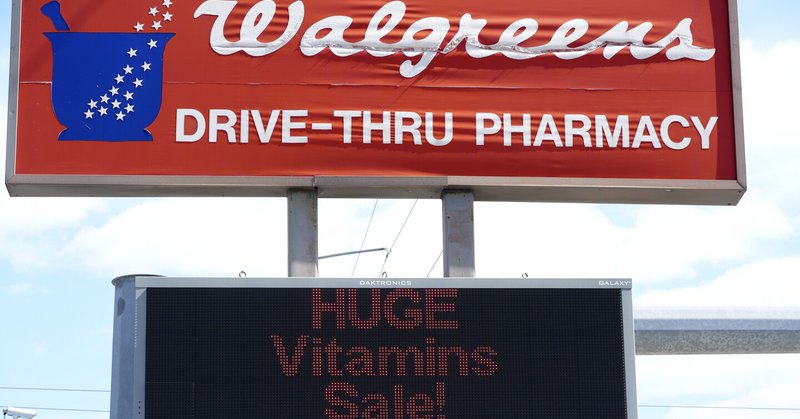 Walgreens
DRIVE-THRU PHARMACY
DAKTRONICS GALAXY
HUGE
Vitamins
Sale!